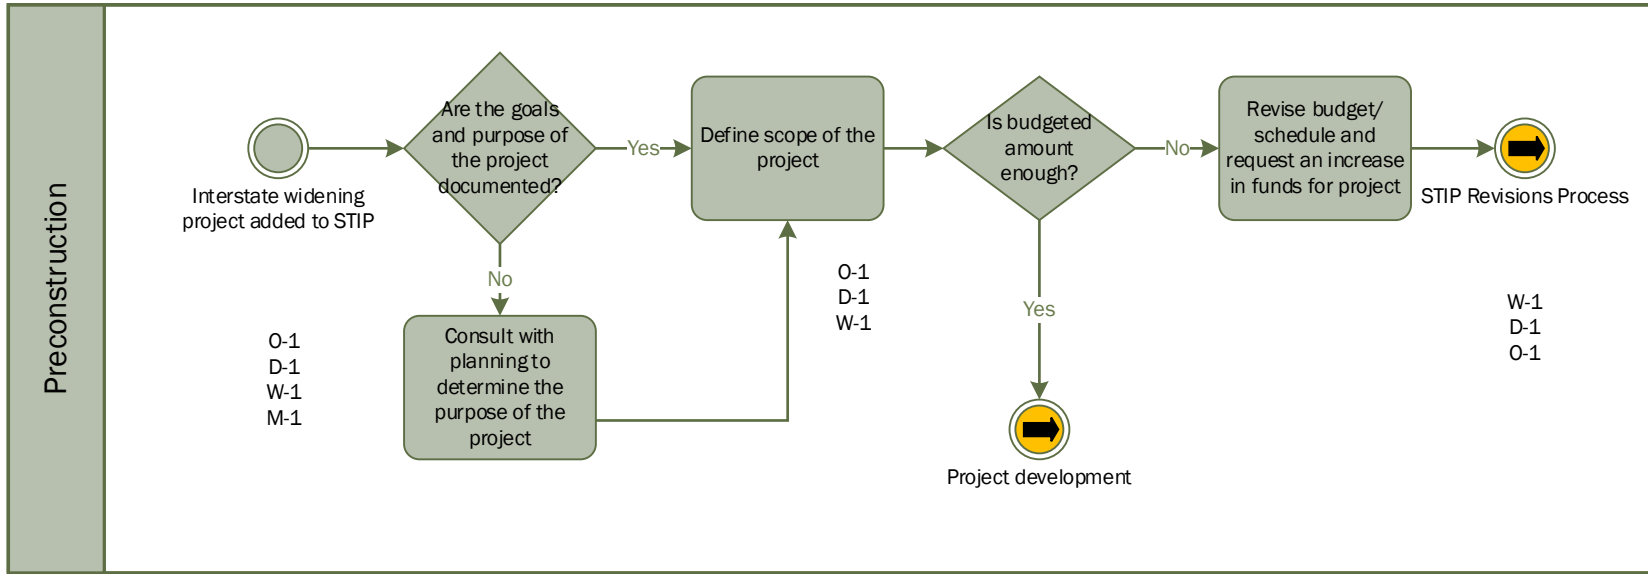 Preconstruction
Interstate widening
project added to STIP
Are the goals
and purpose of
the project
documented?
Yes
No
Consult with
planning to
determine the
purpose of the
project
O-1
D-1
W-1
M-1
Define scope of the
project
O-1
D-1
W-1
Is budgeted
amount
enough?
No
Yes
Project development
Revise budget/
schedule and
request an increase
in funds for project
STIP Revisions Process
W-1
D-1
O-1